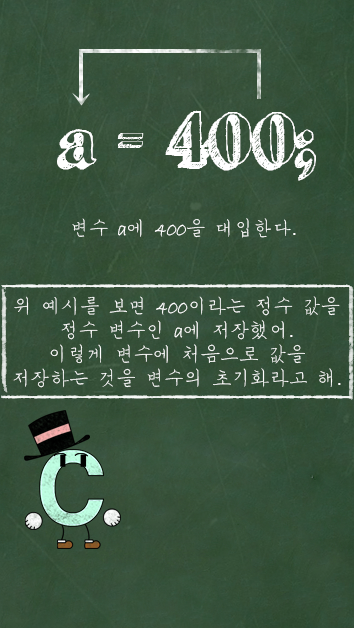 a = 400;
변수 a에 400을 대입한다.
위 예시를 보면 400이라는 정수 값을
정수 변수인 a에 저장했어.
이렇게 변수에 처음으로 값을
저장하는 것을 변수의 초기화라고 해.
C